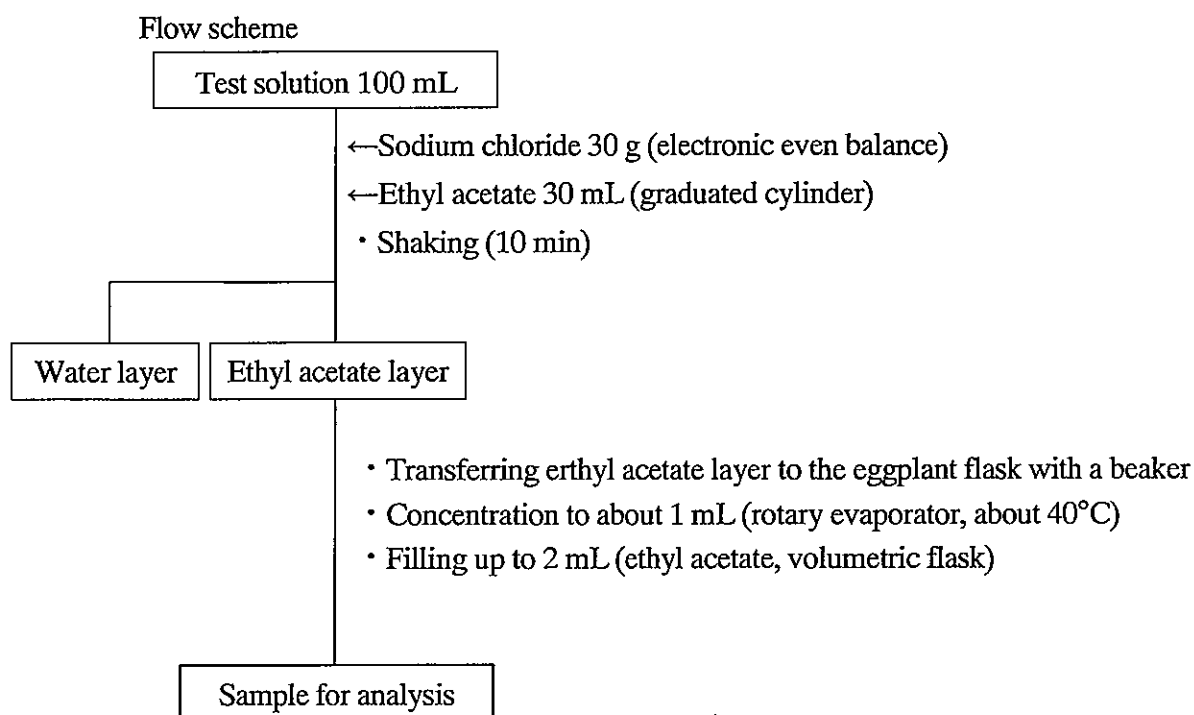 Flow scheme
Test solution 100 mL
←Sodium chloride 30 g (electronic even balance)
←Ethyl acetate 30 mL (graduated cylinder)
・Shaking (10 min)
Water layer
Ethyl acetate layer
・Transferring erthyl acetate layer to the eggplant flask with a beaker
・Concentration to about 1 mL (rotary evaporator, about 40°C)
・Filling up to 2 mL (ethyl acetate, volumetric flask)
Sample for analysis